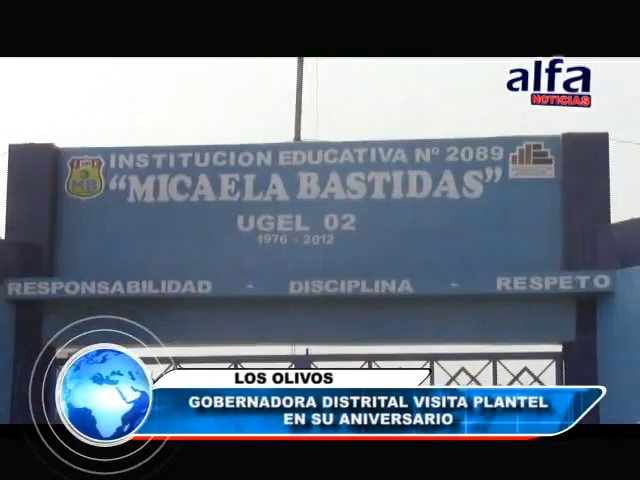 alfa
NOTICIAS
INSTITUCION EDUCATIVA Nº 2089
MB
"MICAELA BASTIDAS"
UGEL 02
1976 - 2012
RESPONSABILIDAD - DISCIPLINA - RESPETO
LOS OLIVOS
GOBERNADORA DISTRITAL VISITA PLANTEL
EN SU ANIVERSARIO